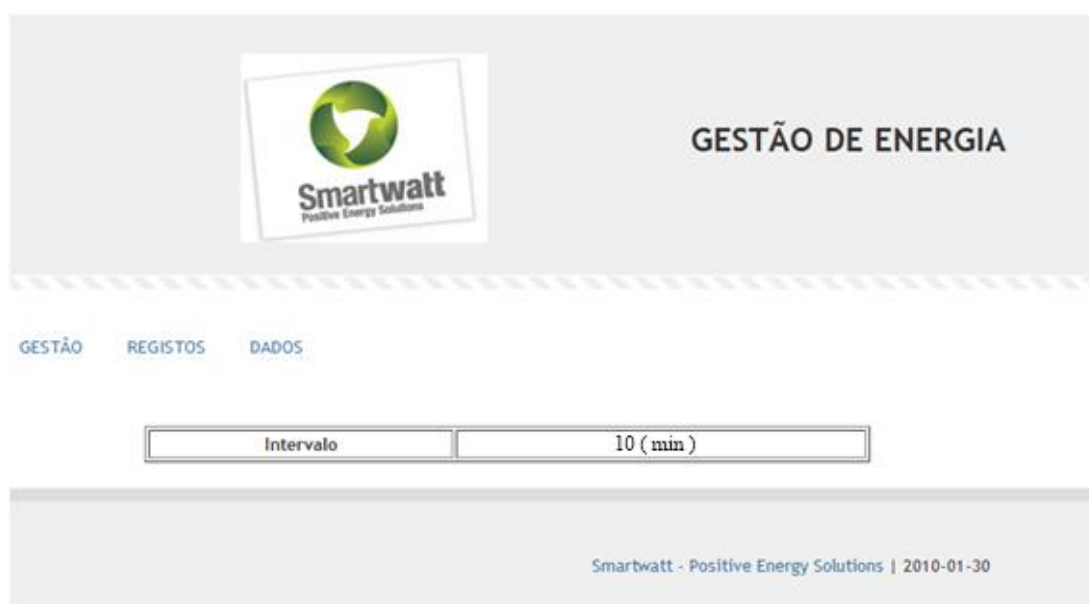 Smartwatt
Positive Energy Solutions
GESTÃO DE ENERGIA
GESTÃO REGISTOS DADOS
Intervalo 10 ( min )
Smartwatt - Positive Energy Solutions | 2010-01-30